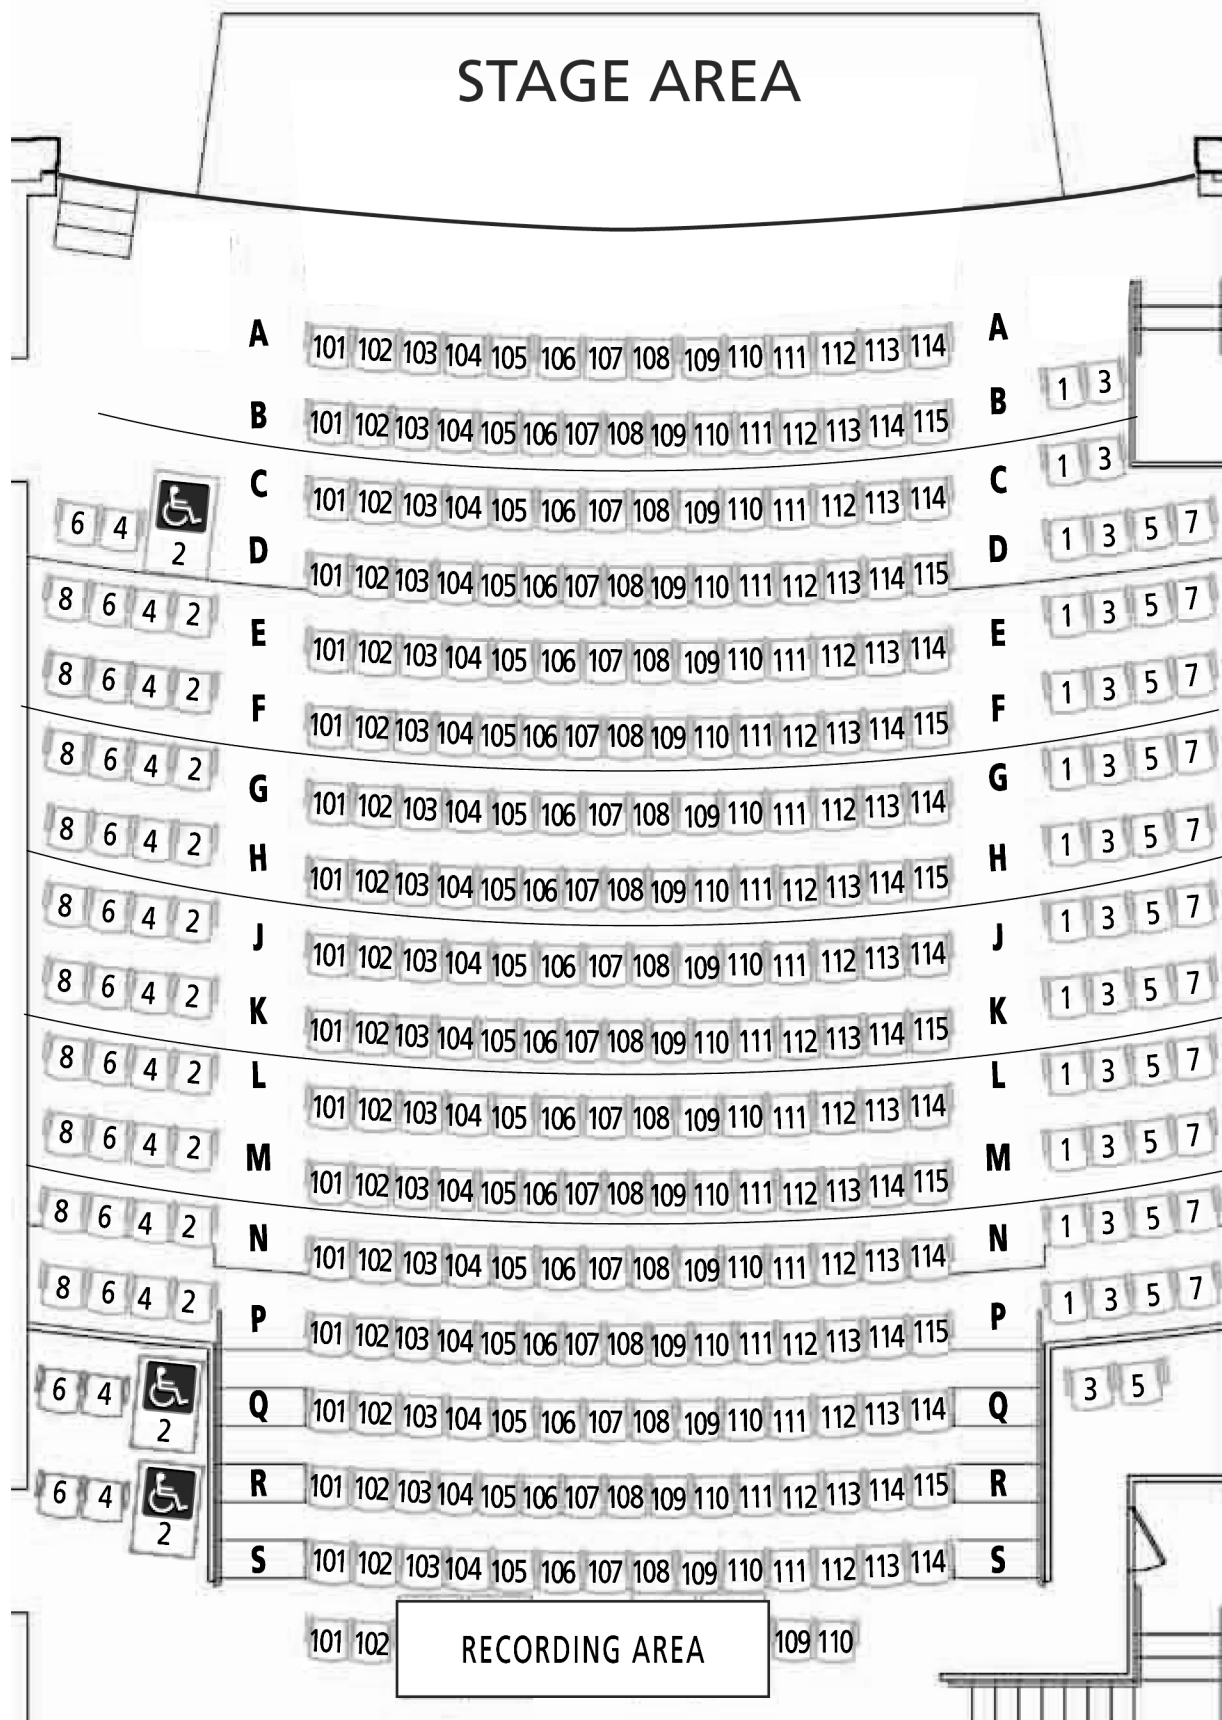 STAGE AREA
A 101 102 103 104 105 106 107 108 109 110 111 112 113 114 A
1 3
B 101 102 103 104 105 106 107 108 109 110 111 112 113 114 115 B
1 3
C 101 102 103 104 105 106 107 108 109 110 111 112 113 114 C
6 4 2
1 3 5 7
D 101 102 103 104 105 106 107 108 109 110 111 112 113 114 115 D
8 6 4 2
1 3 5 7
E 101 102 103 104 105 106 107 108 109 110 111 112 113 114 E
8 6 4 2
1 3 5 7
F 101 102 103 104 105 106 107 108 109 110 111 112 113 114 115 F
8 6 4 2
1 3 5 7
G 101 102 103 104 105 106 107 108 109 110 111 112 113 114 G
8 6 4 2
1 3 5 7
H 101 102 103 104 105 106 107 108 109 110 111 112 113 114 115 H
8 6 4 2
1 3 5 7
J 101 102 103 104 105 106 107 108 109 110 111 112 113 114 J
8 6 4 2
1 3 5 7
K 101 102 103 104 105 106 107 108 109 110 111 112 113 114 115 K
8 6 4 2
1 3 5 7
L 101 102 103 104 105 106 107 108 109 110 111 112 113 114 L
8 6 4 2
1 3 5 7
M 101 102 103 104 105 106 107 108 109 110 111 112 113 114 115 M
8 6 4 2
1 3 5 7
N 101 102 103 104 105 106 107 108 109 110 111 112 113 114 N
8 6 4 2
1 3 5 7
P 101 102 103 104 105 106 107 108 109 110 111 112 113 114 115 P
6 4 2
3 5
Q 101 102 103 104 105 106 107 108 109 110 111 112 113 114 Q
6 4 2
R 101 102 103 104 105 106 107 108 109 110 111 112 113 114 115 R
S 101 102 103 104 105 106 107 108 109 110 111 112 113 114 S
101 102 RECORDING AREA 109 110